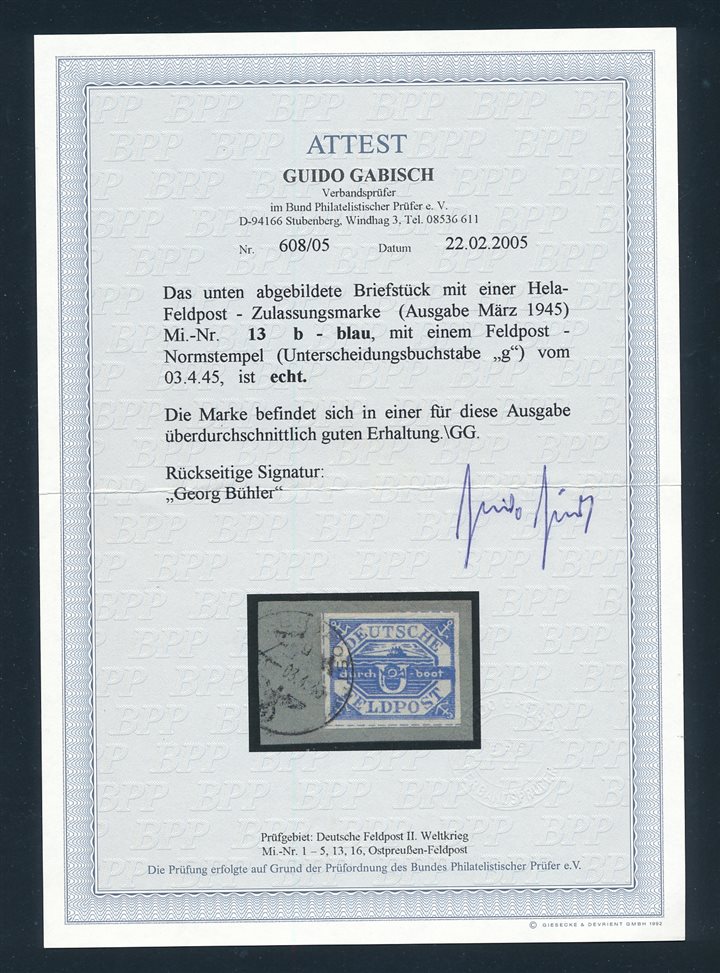 ATTEST
GUIDO GABISCH
Verbandsprüfer
im Bund Philatelistischer Prüfer e. V.
D-94166 Stubenberg, Windhag 3, Tel. 08536 611
Nr. 608/05 Datum 22.02.2005
Das unten abgebildete Briefstück mit einer Hela-
Feldpost - Zulassungsmarke (Ausgabe März 1945)
Mi.-Nr. 13 b - blau, mit einem Feldpost -
Normstempel (Unterscheidungsbuchstabe „g“) vom
03.4.45, ist echt.
Die Marke befindet sich in einer für diese Ausgabe
überdurchschnittlich guten Erhaltung.\GG.
Rückseitige Signatur:
„Georg Bühler“
DEUTSCHE
durch U boot
FELDPOST
Prüfgebiet: Deutsche Feldpost II. Weltkrieg
Mi.-Nr. 1 – 5, 13, 16, Ostpreußen-Feldpost
Die Prüfung erfolgte auf Grund der Prüfordnung des Bundes Philatelistischer Prüfer e.V.
© GIESECKE & DEVRIENT GMBH 1992